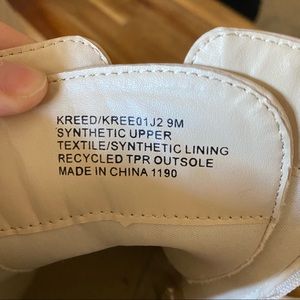 KREED/KREE01J2 9M
SYNTHETIC UPPER
TEXTILE/SYNTHETIC LINING
RECYCLED TPR OUTSOLE
MADE IN CHINA 1190